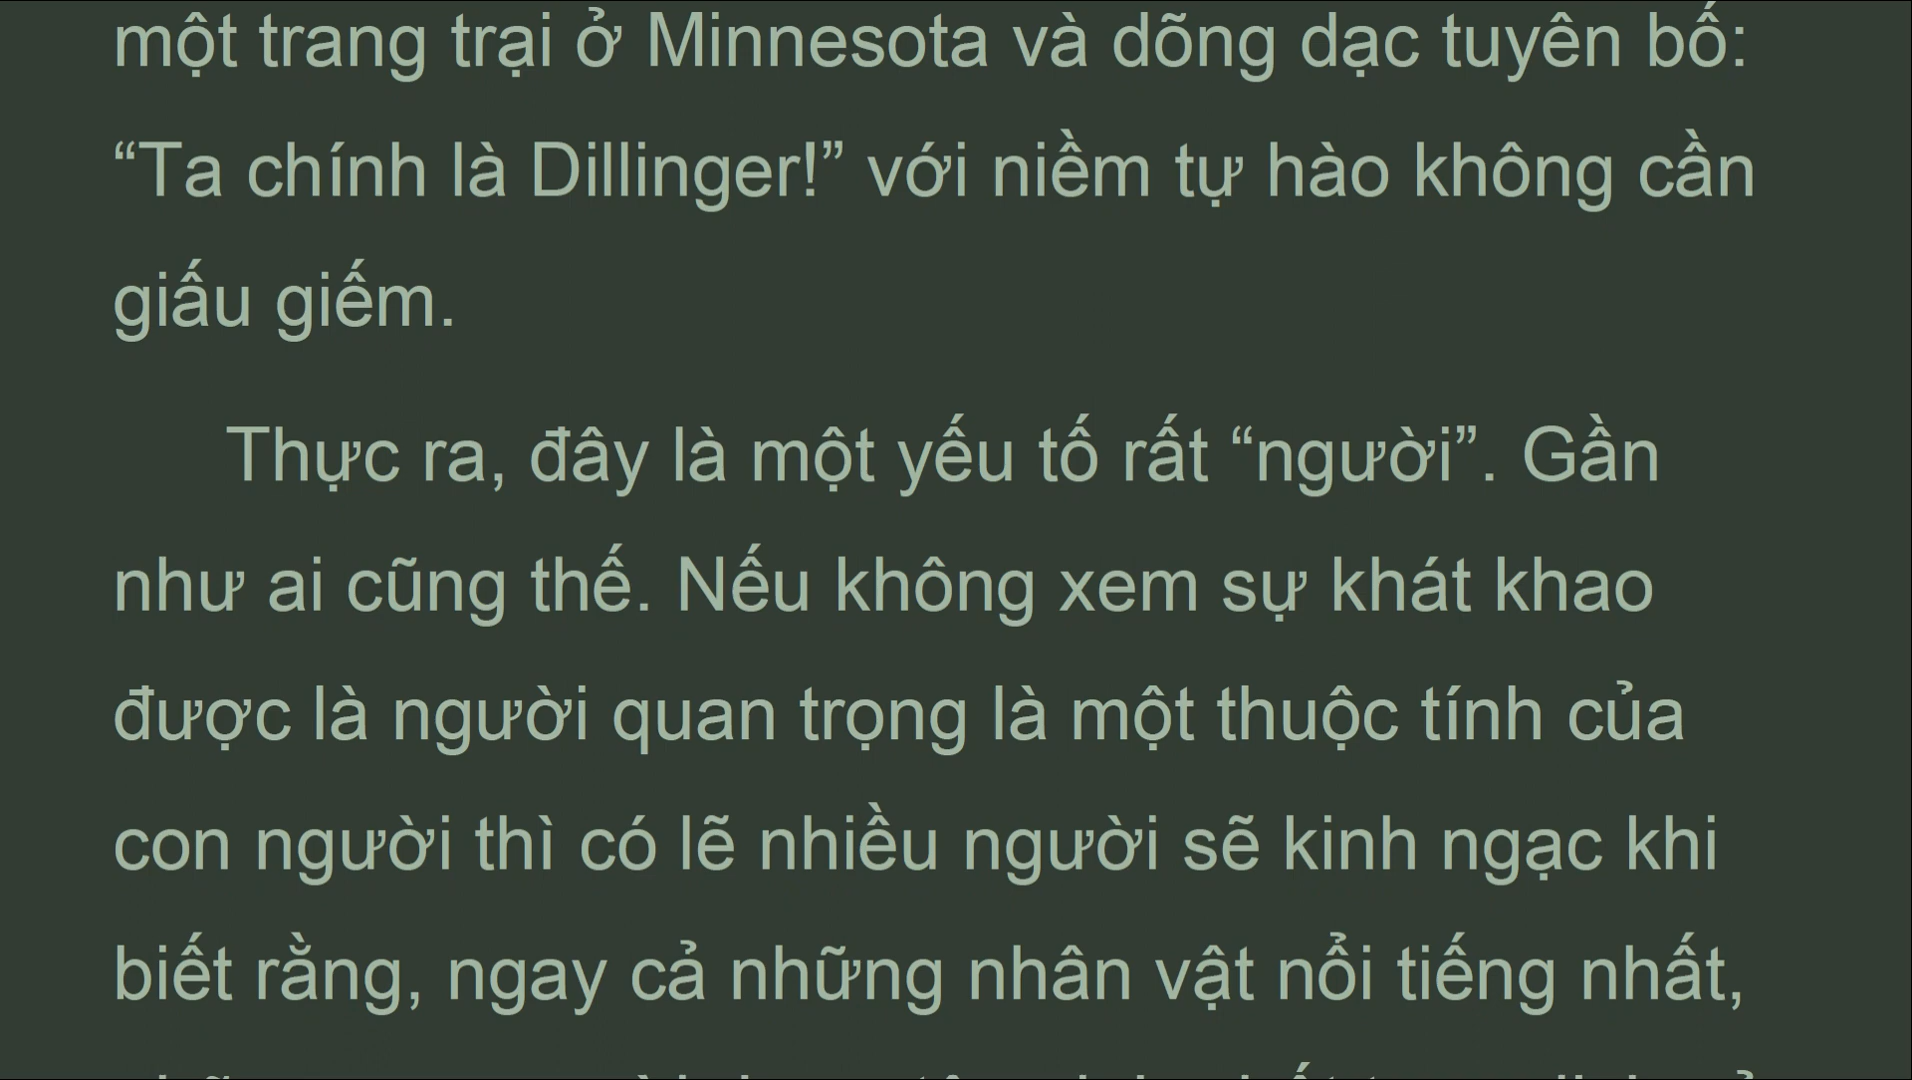 một trang trại ở Minnesota và dõng dạc tuyên bố:
“Ta chính là Dillinger!” với niềm tự hào không cần
giấu giếm.
Thực ra, đây là một yếu tố rất “người”. Gần
như ai cũng thế. Nếu không xem sự khát khao
được là người quan trọng là một thuộc tính của
con người thì có lẽ nhiều người sẽ kinh ngạc khi
biết rằng, ngay cả những nhân vật nổi tiếng nhất,